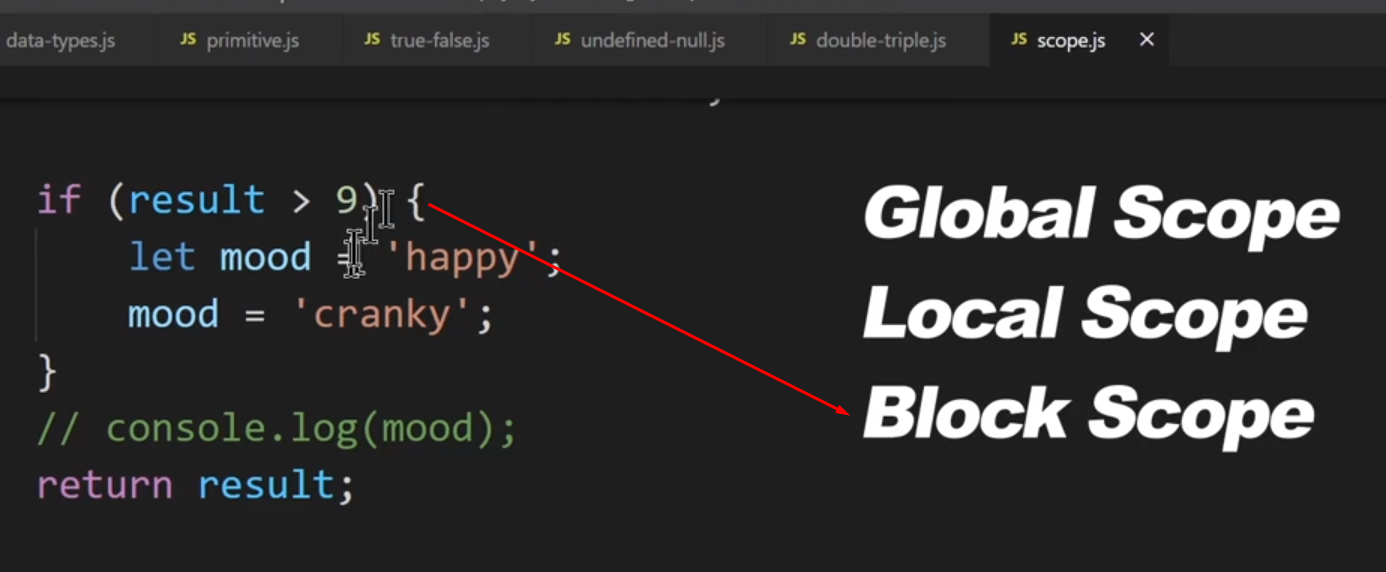 data-types.js JS primitive.js JS true-false.js JS undefined-null.js JS double-triple.js JS scope.js ×
if (result > 9) {
let mood = 'happy';
mood = 'cranky';
}
// console.log(mood);
return result;
Global Scope
Local Scope
Block Scope